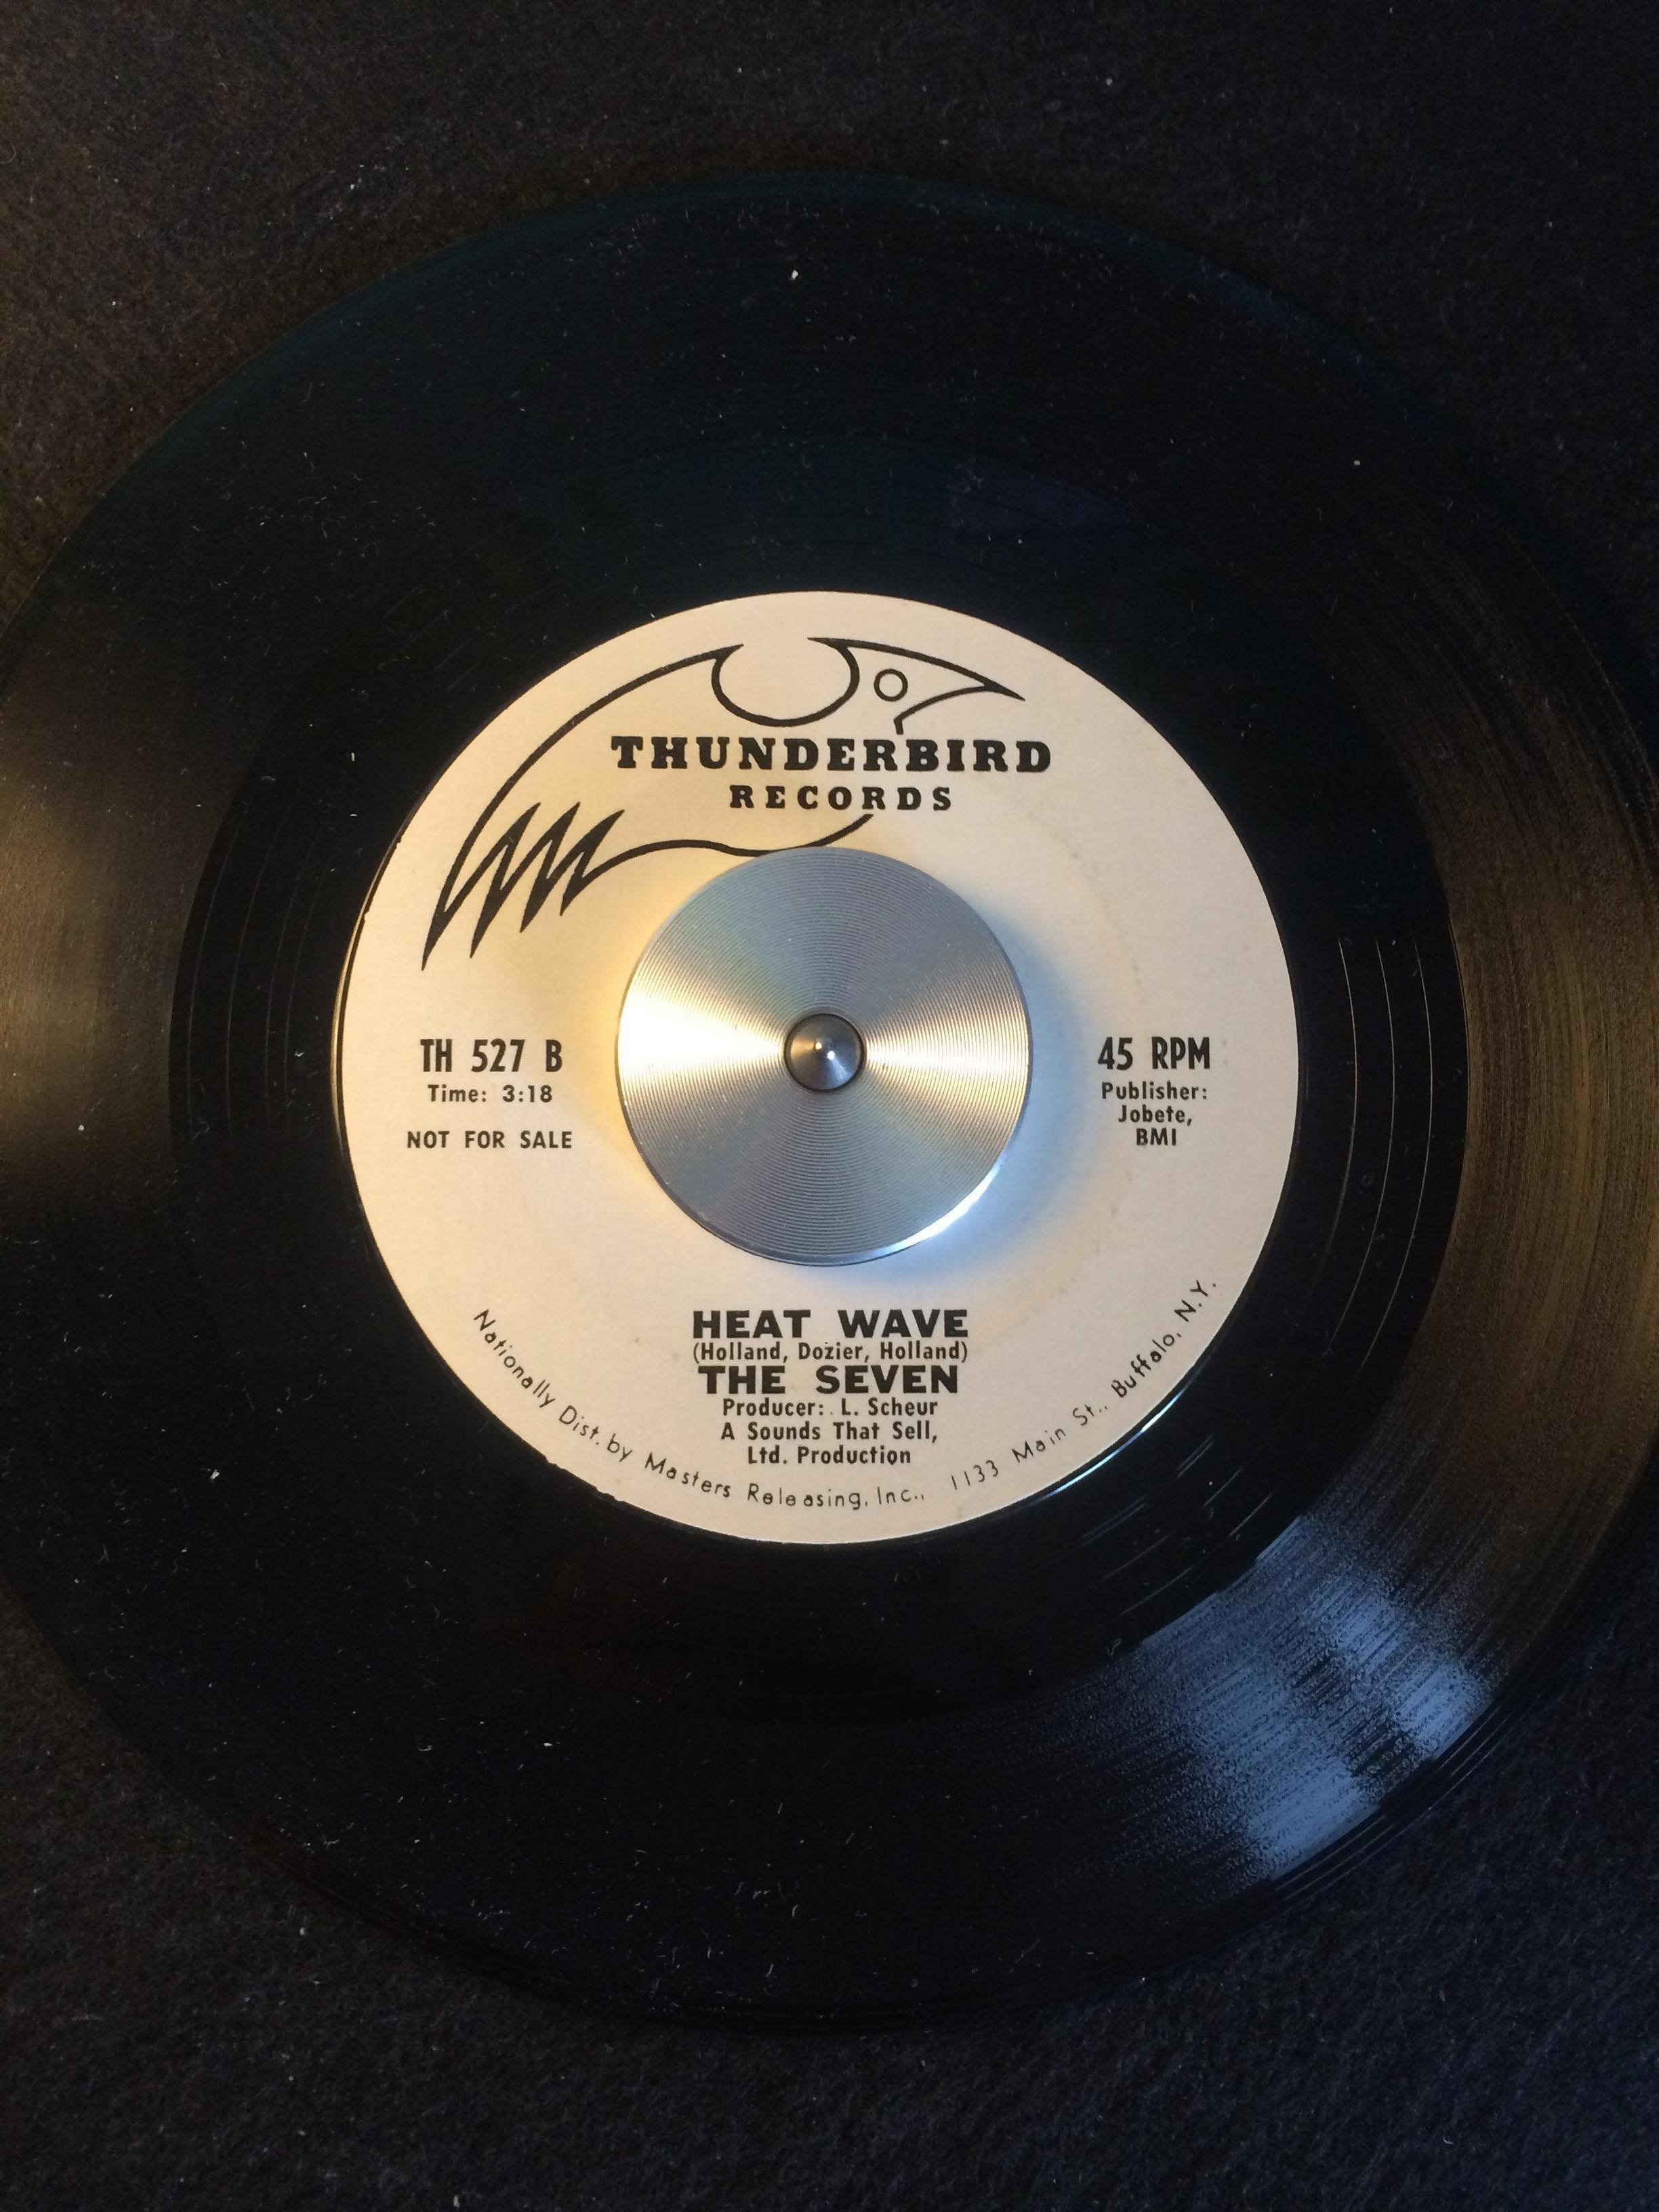 THUNDERBIRD
RECORDS
TH 527 B
Time: 3:18
NOT FOR SALE
45 RPM
Publisher:
Jobete,
BMI
HEAT WAVE
(Holland, Dozier, Holland)
THE SEVEN
Producer: L. Scheur
A Sounds That Sell,
Ltd. Production
Nationally Dist. by Masters Releasing, Inc., 1133 Main St., Buffalo, N.Y.